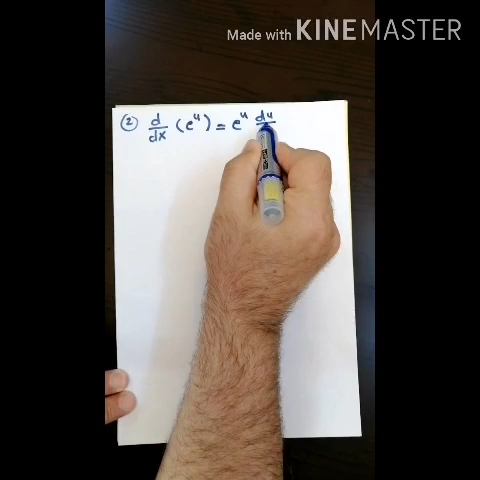 Made with KINEMASTER
② d/dx (e^u) = e^u du